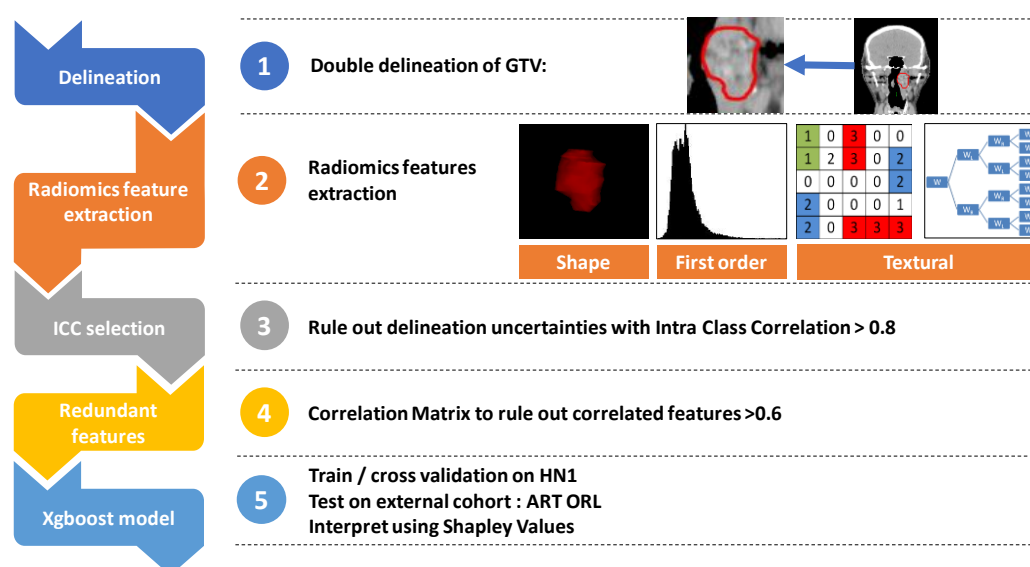 Delineation
1
Double delineation of GTV:
Radiomics feature
extraction
2
Radiomics features
extraction
1 0 3 0 0
1 2 3 0 2
0 0 0 0 2
2 0 0 0 1
2 0 3 3 3
Shape
First order
Textural
ICC selection
3
Rule out delineation uncertainties with Intra Class Correlation > 0.8
Redundant
features
4
Correlation Matrix to rule out correlated features >0.6
Xgboost model
5
Train / cross validation on HN1
Test on external cohort : ART ORL
Interpret using Shapley Values